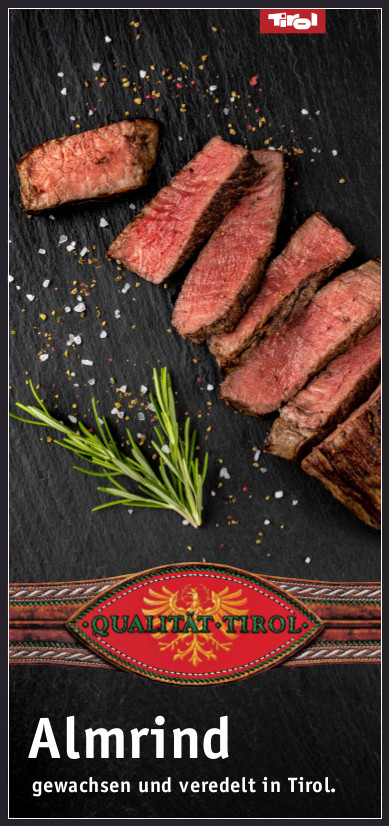 Tirol
QUALITÄT·TIROL
Almrind
gewachsen und veredelt in Tirol.